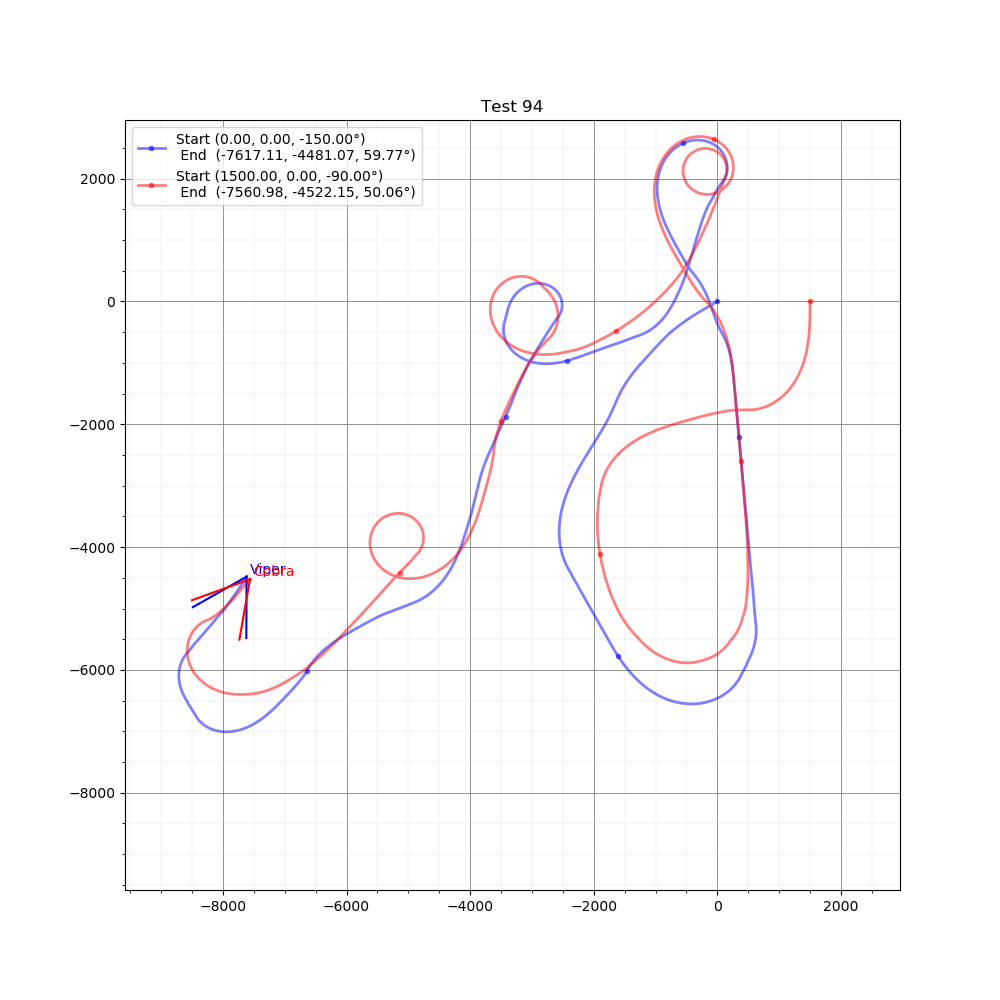 Test 94
Start (0.00, 0.00, -150.00°)
End (-7617.11, -4481.07, 59.77°)
Start (1500.00, 0.00, -90.00°)
End (-7560.98, -4522.15, 50.06°)
2000
0
−2000
−4000
−6000
−8000
Viper
Cobra
−8000 −6000 −4000 −2000 0 2000